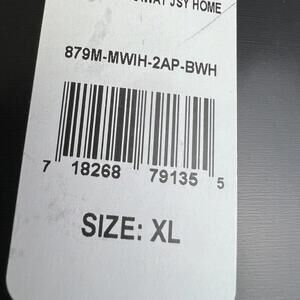 JSY HOME
879M-MWIH-2AP-BWH
7 18268 79135 5
SIZE: XL